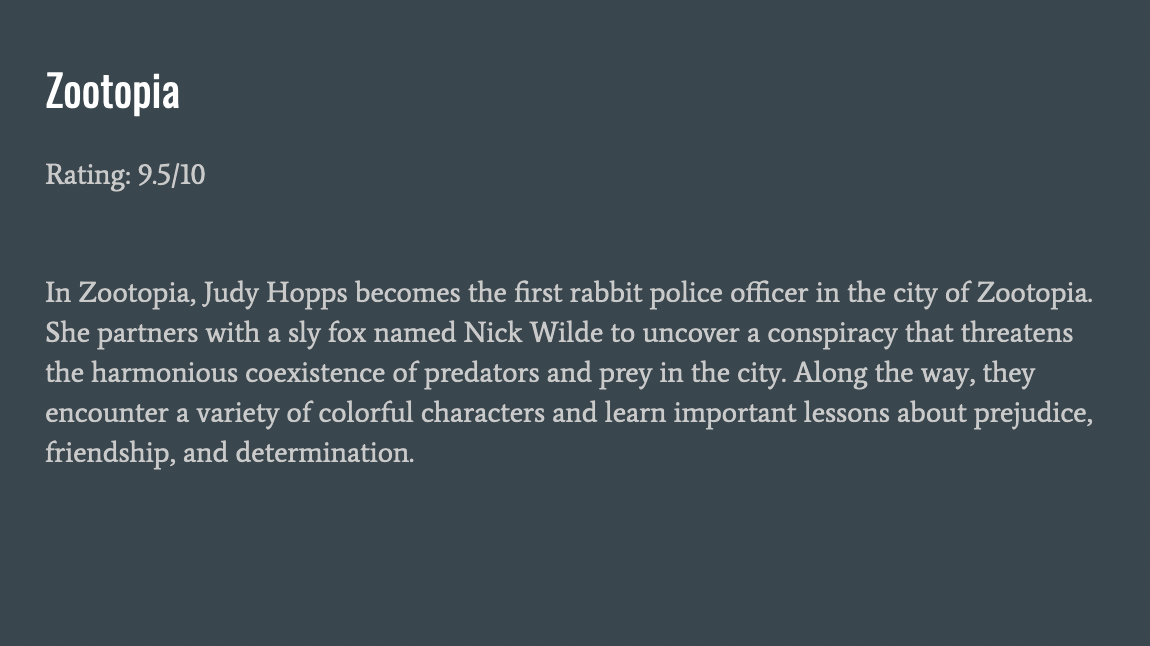 Zootopia
Rating: 9.5/10
In Zootopia, Judy Hopps becomes the first rabbit police officer in the city of Zootopia.
She partners with a sly fox named Nick Wilde to uncover a conspiracy that threatens
the harmonious coexistence of predators and prey in the city. Along the way, they
encounter a variety of colorful characters and learn important lessons about prejudice,
friendship, and determination.